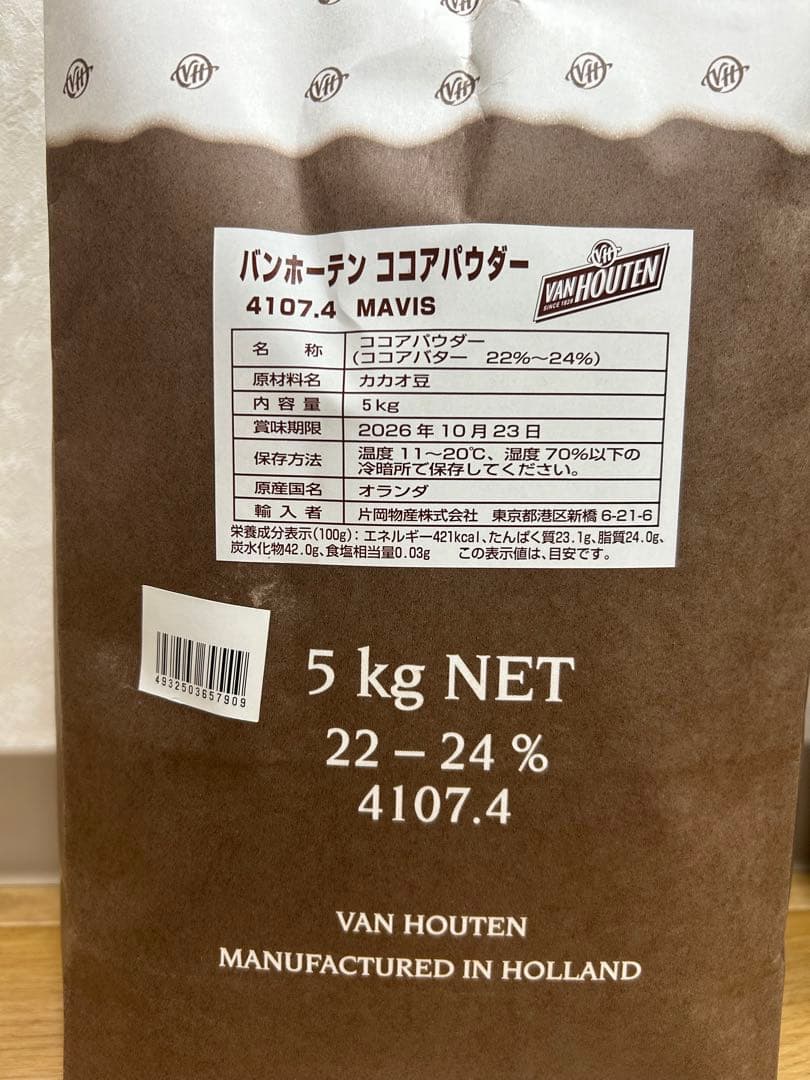 VH VH VH VH VH VH
バンホーテン ココアパウダー
4107.4 MAVIS
VH
VAN HOUTEN
SINCE 1828
名 称 ココアパウダー
(ココアバター 22%～24%)
原材料名 カカオ豆
内容量 5kg
賞味期限 2026年10月23日
保存方法 温度 11～20℃、湿度 70%以下の
冷暗所で保存してください。
原産国名 オランダ
輸入者 片岡物産株式会社 東京都港区新橋 6-21-6
栄養成分表示(100g): エネルギー421kcal、たんぱく質23.1g、脂質24.0g、
炭水化物42.0g、食塩相当量0.03g この表示値は、目安です。
4932503657909
5 kg NET
22 – 24 %
4107.4
VAN HOUTEN
MANUFACTURED IN HOLLAND